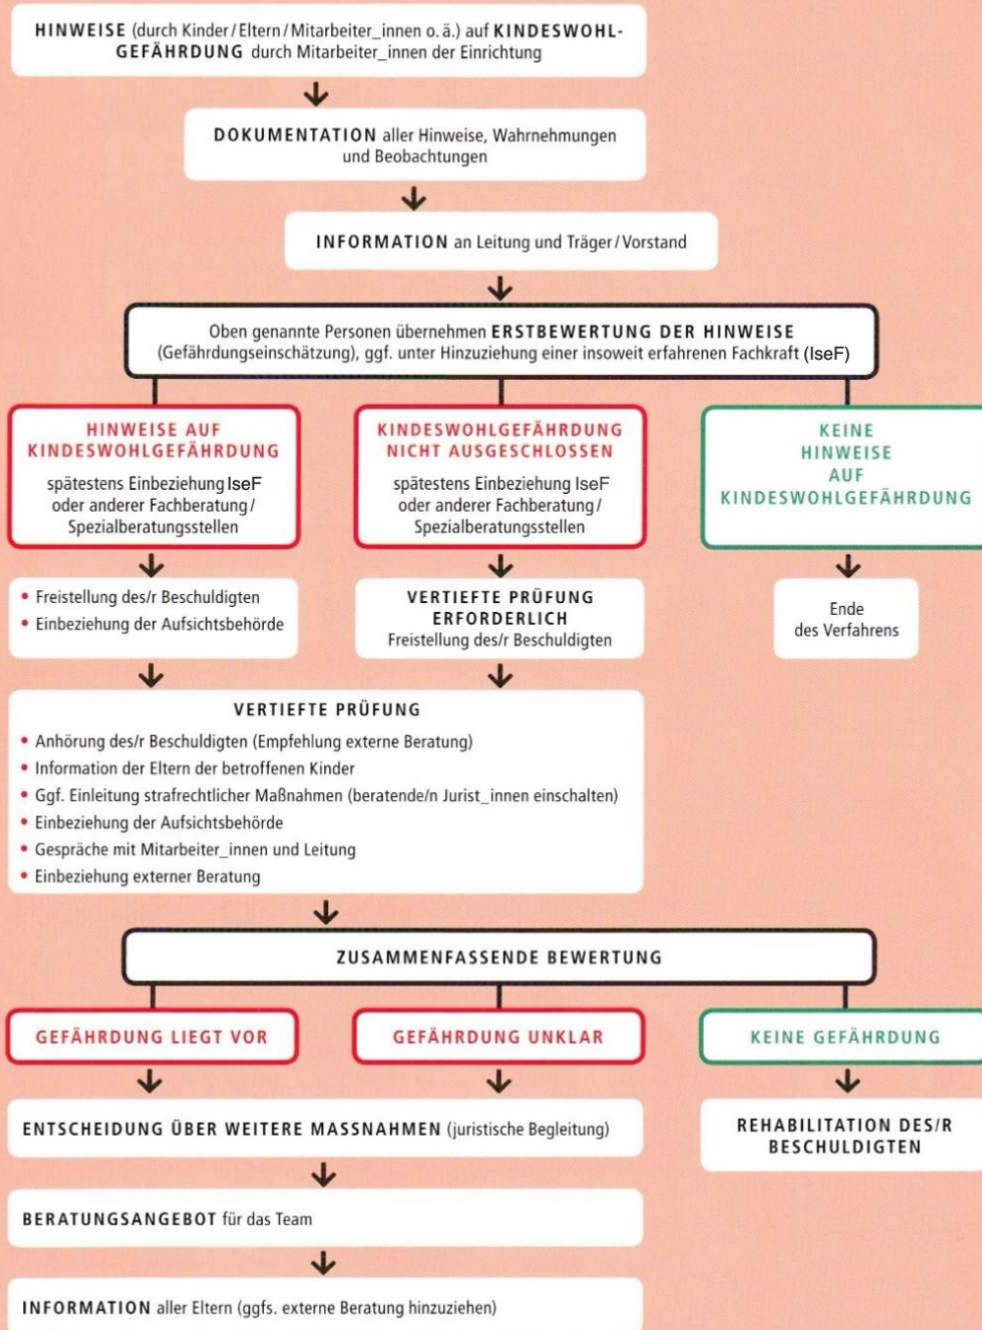 HINWEISE (durch Kinder/Eltern/Mitarbeiter_innen o. ä.) auf KINDESWOHL-
GEFÄHRDUNG durch Mitarbeiter_innen der Einrichtung
DOKUMENTATION aller Hinweise, Wahrnehmungen
und Beobachtungen
INFORMATION an Leitung und Träger/Vorstand
Oben genannte Personen übernehmen ERSTBEWERTUNG DER HINWEISE
(Gefährdungseinschätzung), ggf. unter Hinzuziehung einer insoweit erfahrenen Fachkraft (IseF)
HINWEISE AUF
KINDESWOHLGEFÄHRDUNG
spätestens Einbeziehung IseF
oder anderer Fachberatung/
Spezialberatungsstellen
KINDESWOHLGEFÄHRDUNG
NICHT AUSGESCHLOSSEN
spätestens Einbeziehung IseF
oder anderer Fachberatung/
Spezialberatungsstellen
KEINE
HINWEISE
AUF
KINDESWOHLGEFÄHRDUNG
• Freistellung des/r Beschuldigten
• Einbeziehung der Aufsichtsbehörde
VERTIEFTE PRÜFUNG
ERFORDERLICH
Freistellung des/r Beschuldigten
Ende
des Verfahrens
VERTIEFTE PRÜFUNG
• Anhörung des/r Beschuldigten (Empfehlung externe Beratung)
• Information der Eltern der betroffenen Kinder
• Ggf. Einleitung strafrechtlicher Maßnahmen (beratende/n Jurist_innen einschalten)
• Einbeziehung der Aufsichtsbehörde
• Gespräche mit Mitarbeiter_innen und Leitung
• Einbeziehung externer Beratung
ZUSAMMENFASSENDE BEWERTUNG
GEFÄHRDUNG LIEGT VOR
GEFÄHRDUNG UNKLAR
KEINE GEFÄHRDUNG
ENTSCHEIDUNG ÜBER WEITERE MASSNAHMEN (juristische Begleitung)
REHABILITATION DES/R
BESCHULDIGTEN
BERATUNGSANGEBOT für das Team
INFORMATION aller Eltern (ggfs. externe Beratung hinzuziehen)